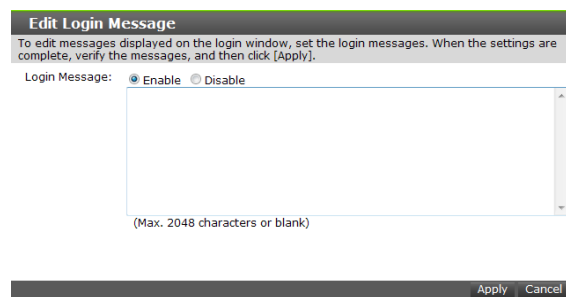 Edit Login Message
To edit messages displayed on the login window, set the login messages. When the settings are
complete, verify the messages, and then click [Apply].
Login Message: Enable Disable
(Max. 2048 characters or blank)
Apply Cancel